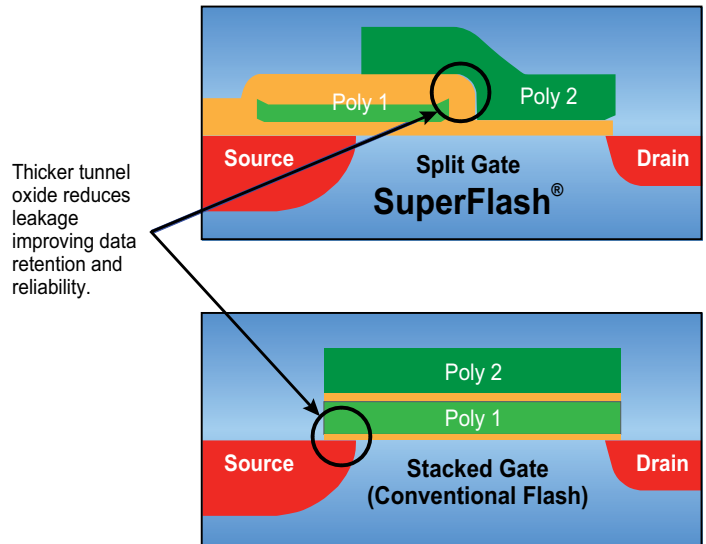 Poly 1
Poly 2
Source
Split Gate
SuperFlash®
Drain
Thicker tunnel
oxide reduces
leakage
improving data
retention and
reliability.
Poly 2
Poly 1
Source
Stacked Gate
(Conventional Flash)
Drain